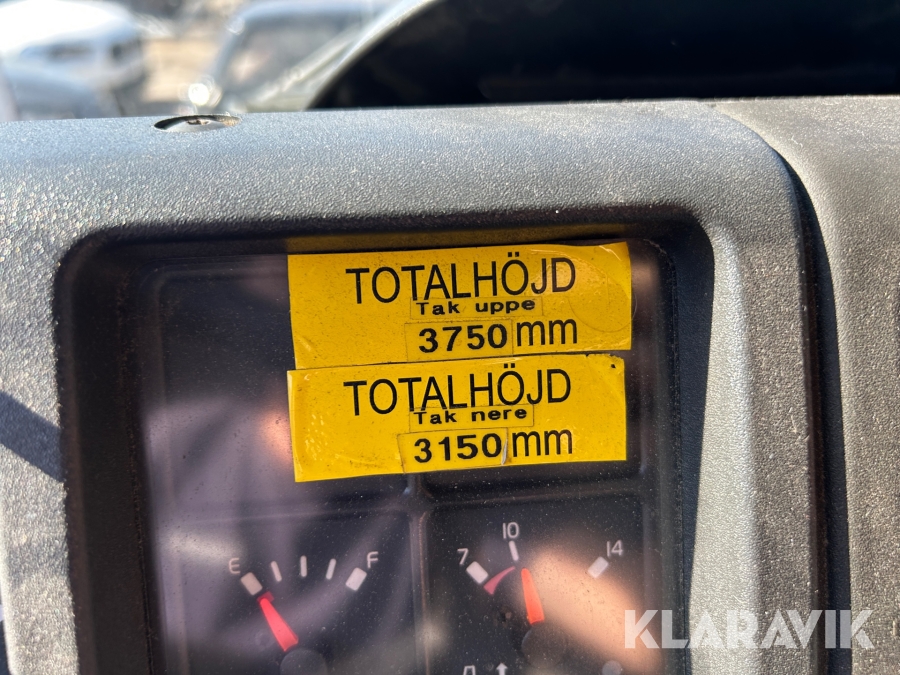 TOTALHÖJD
Tak uppe
3750 mm
TOTALHÖJD
Tak nere
3150 mm
E F
7 10 14
KLARAVIK